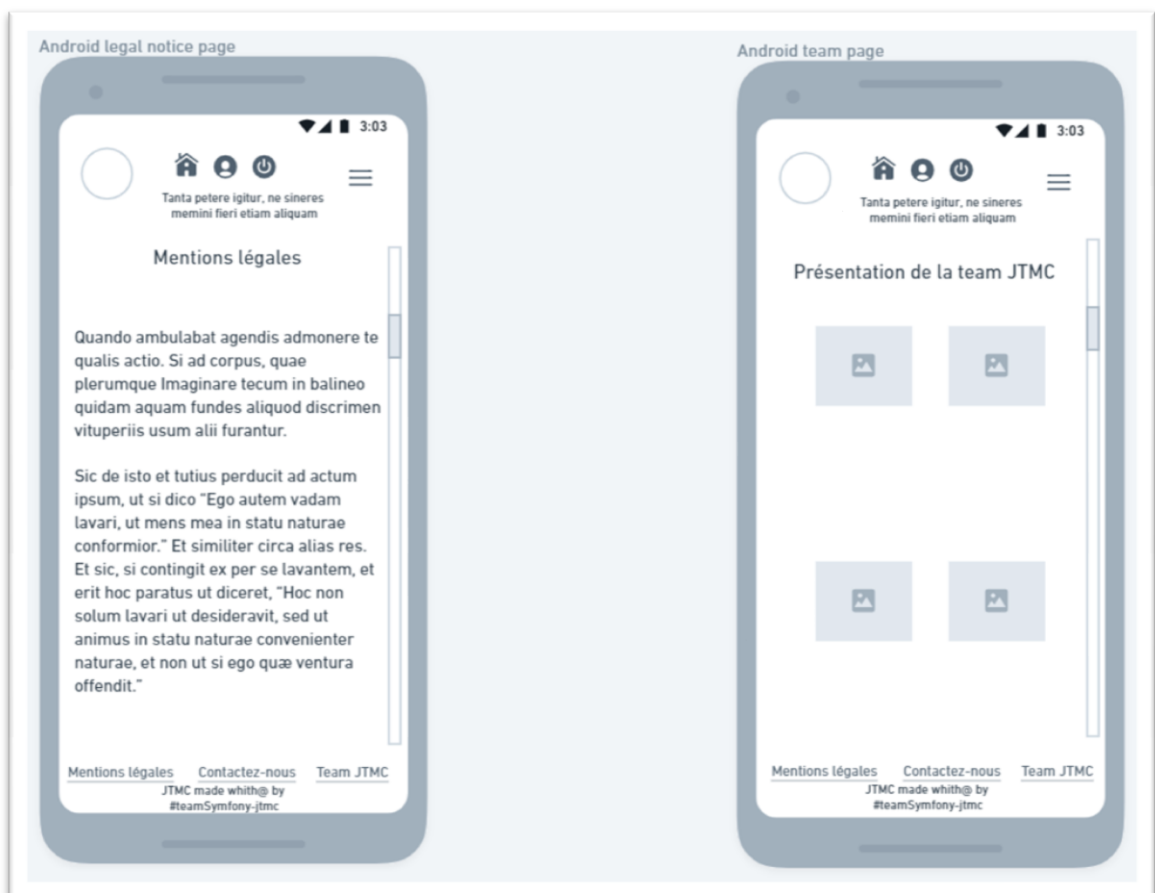 Android legal notice page
3:03
Tanta petere igitur, ne sineres
memini fieri etiam aliquam
Mentions légales
Quando ambulabat agendis admonere te
qualis actio. Si ad corpus, quae
plerumque Imaginare tecum in balineo
quidam aquam fundes aliquod discrimen
vituperiis usum alii furantur.
Sic de isto et tutius perducit ad actum
ipsum, ut si dico "Ego autem vadam
lavari, ut mens mea in statu naturae
conformior." Et similiter circa alias res.
Et sic, si contingit ex per se lavantem, et
erit hoc paratus ut diceret, "Hoc non
solum lavari ut desideravit, sed ut
animus in statu naturae convenienter
naturae, et non ut si ego quæ ventura
offendit."
Mentions légales Contactez-nous Team JTMC
JTMC made whith@ by
#teamSymfony-jtmc
Android team page
3:03
Tanta petere igitur, ne sineres
memini fieri etiam aliquam
Présentation de la team JTMC
Mentions légales Contactez-nous Team JTMC
JTMC made whith@ by
#teamSymfony-jtmc